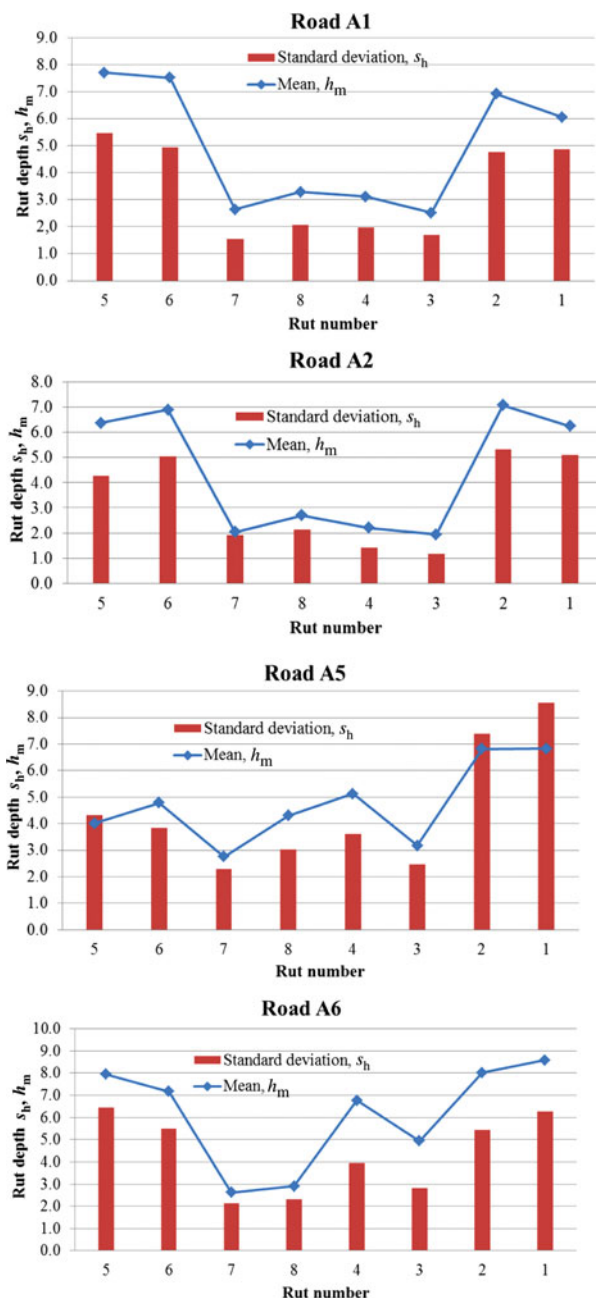 Road A1
9.0
8.0
7.0
6.0
5.0
4.0
3.0
2.0
1.0
0.0
Rut depth sh, hm
Standard deviation, sh
Mean, hm
5 6 7 8 4 3 2 1
Rut number
Road A2
8.0
7.0
6.0
5.0
4.0
3.0
2.0
1.0
0.0
Rut depth sh, hm
Standard deviation, sh
Mean, hm
5 6 7 8 4 3 2 1
Rut number
Road A5
9.0
8.0
7.0
6.0
5.0
4.0
3.0
2.0
1.0
0.0
Rut depth sh, hm
Standard deviation, sh
Mean, hm
5 6 7 8 4 3 2 1
Rut number
Road A6
10.0
9.0
8.0
7.0
6.0
5.0
4.0
3.0
2.0
1.0
0.0
Rut depth sh, hm
Standard deviation, sh
Mean, hm
5 6 7 8 4 3 2 1
Rut number